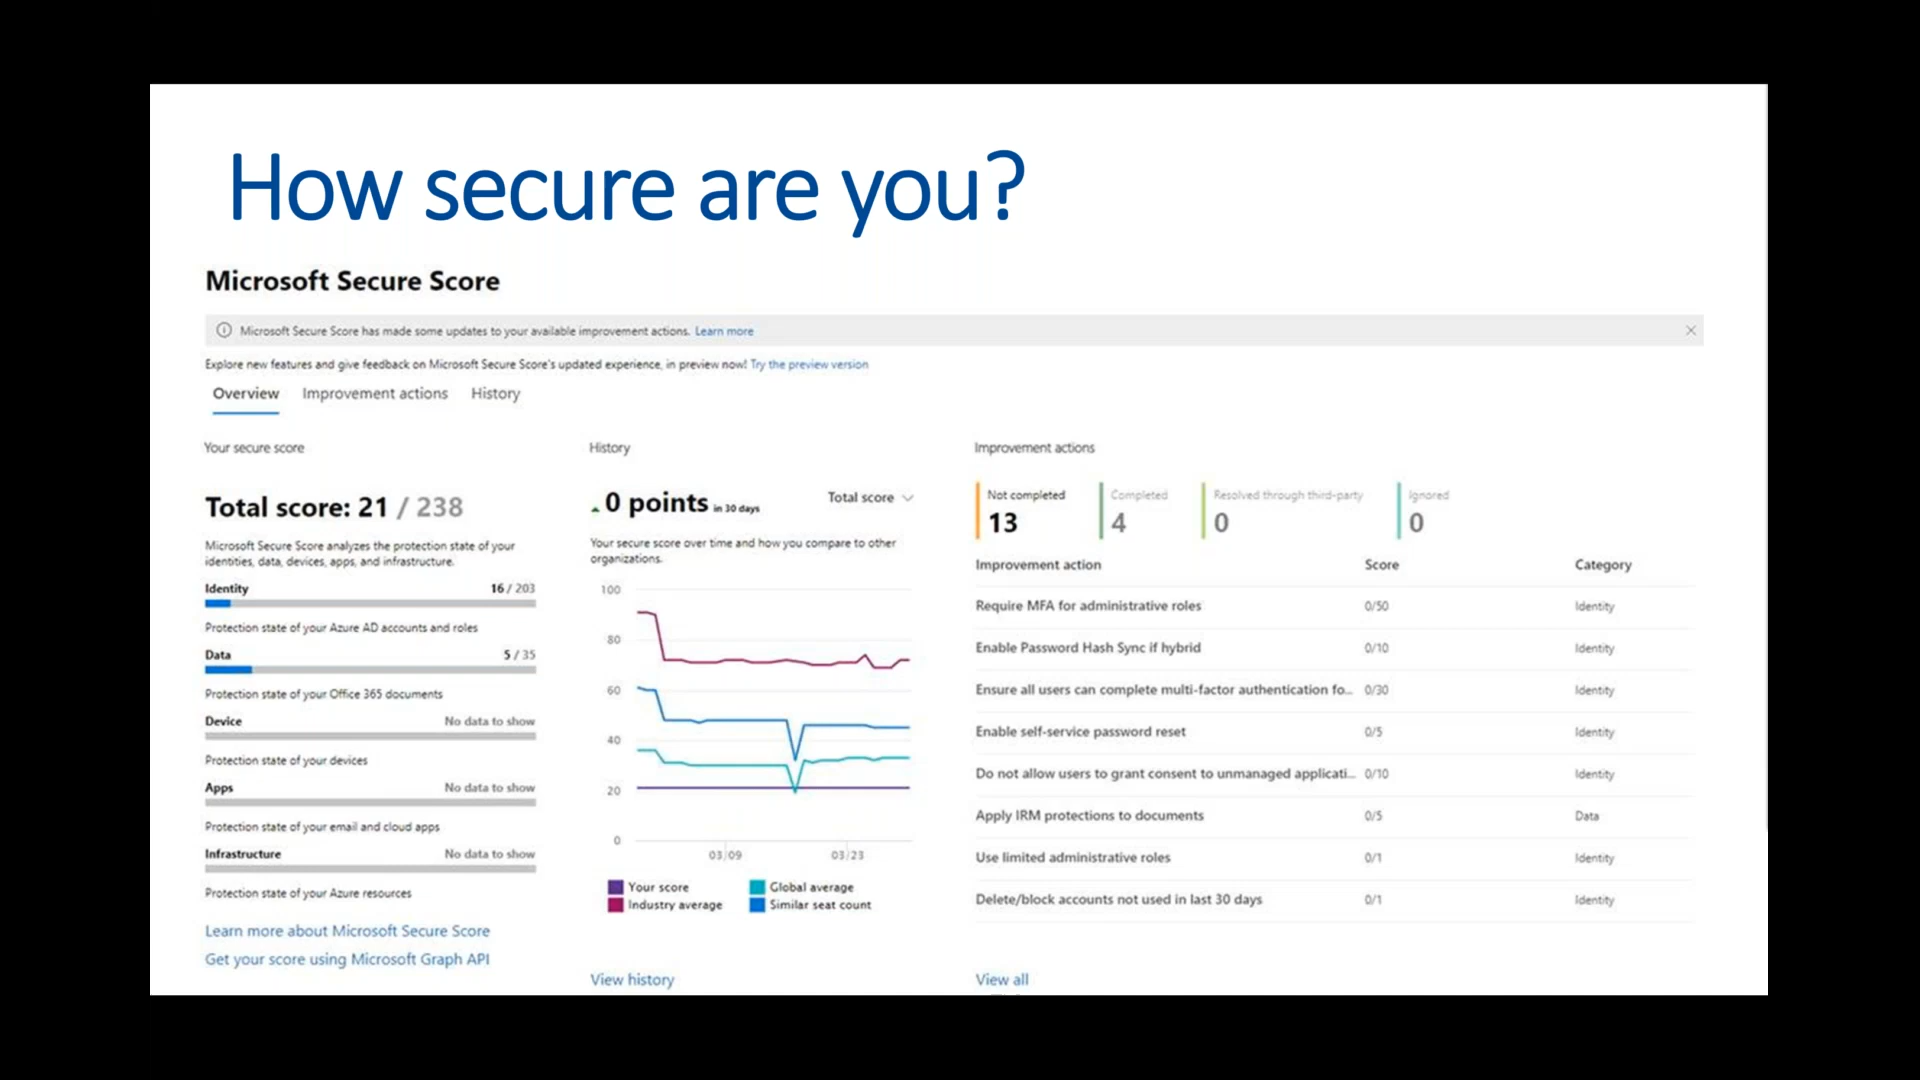 How secure are you?
Microsoft Secure Score
Microsoft Secure Score has made some updates to your available improvement actions. Learn more
Explore new features and give feedback on Microsoft Secure Score's updated experience, in preview now! Try the preview version
Overview Improvement actions History
Your secure score
Total score: 21 / 238
Microsoft Secure Score analyzes the protection state of your
identities, data, devices, apps, and infrastructure.
Identity 16 / 203
Protection state of your Azure AD accounts and roles
Data 5 / 35
Protection state of your Office 365 documents
Device No data to show
Protection state of your devices
Apps No data to show
Protection state of your email and cloud apps
Infrastructure No data to show
Protection state of your Azure resources
Learn more about Microsoft Secure Score
Get your score using Microsoft Graph API
History
0 points in 30 days Total score
Your secure score over time and how you compare to other
organizations.
100
80
60
40
20
0
03/09 03/23
Your score Global average
Industry average Similar seat count
View history
Improvement actions
Not completed Completed Resolved through third-party Ignored
13 4 0 0
Improvement action Score Category
Require MFA for administrative roles 0/50 Identity
Enable Password Hash Sync if hybrid 0/10 Identity
Ensure all users can complete multi-factor authentication fo... 0/30 Identity
Enable self-service password reset 0/5 Identity
Do not allow users to grant consent to unmanaged applicati... 0/10 Identity
Apply IRM protections to documents 0/5 Data
Use limited administrative roles 0/1 Identity
Delete/block accounts not used in last 30 days 0/1 Identity
View all